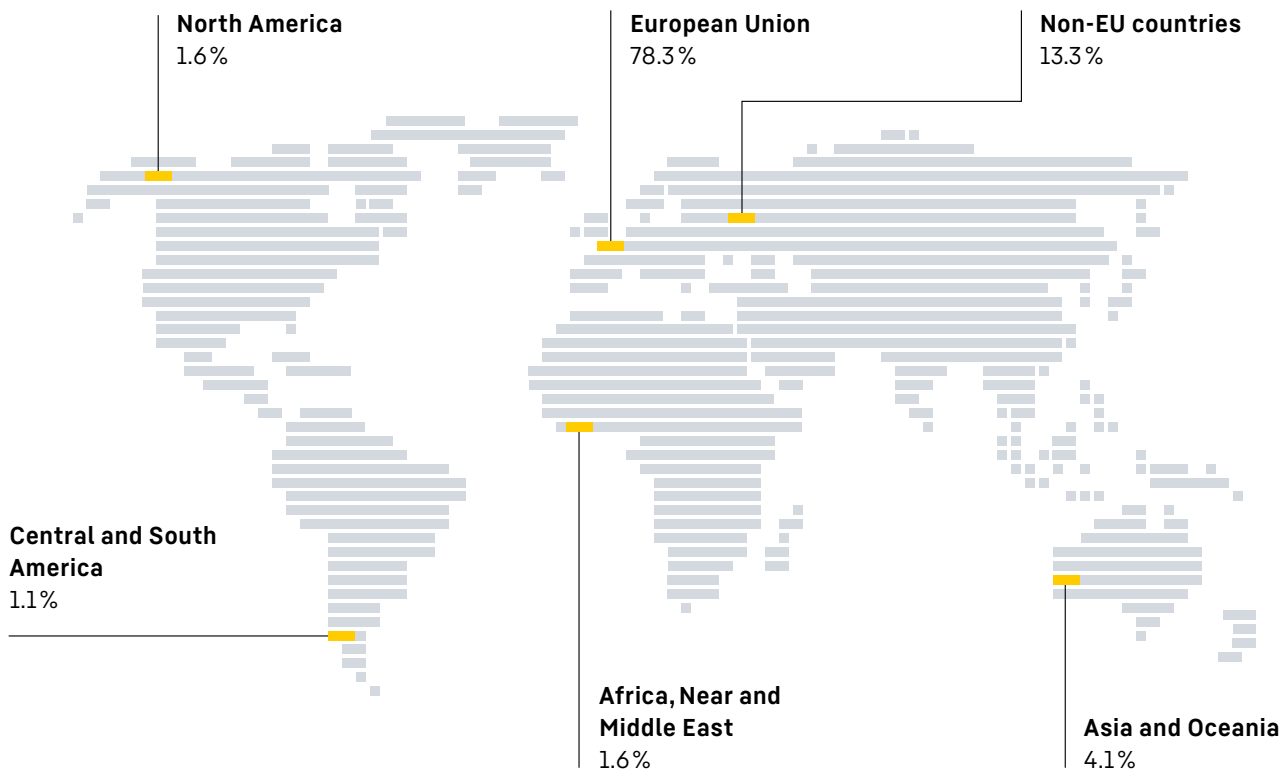 North America
1.6 %
European Union
78.3 %
Non-EU countries
13.3 %
Central and South
America
1.1 %
Africa, Near and
Middle East
1.6 %
Asia and Oceania
4.1 %